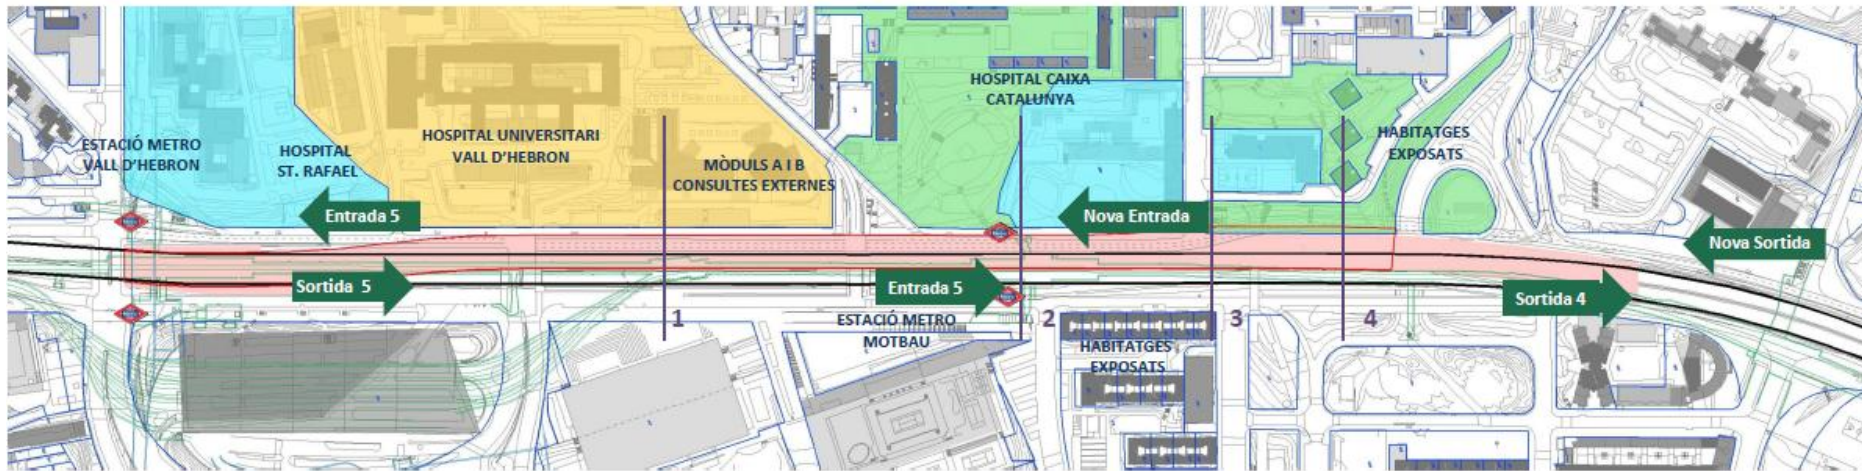 HOSPITAL CAIXA
CATALUNYA
ESTACIÓ METRO
VALL D'HEBRON
HOSPITAL
ST. RAFAEL
HOSPITAL UNIVERSITARI
VALL D'HEBRON
MÒDULS A I B
CONSULTES EXTERNES
HABITATGES
EXPOSATS
Entrada 5
Nova Entrada
Nova Sortida
Sortida 5
Entrada 5
Sortida 4
1
2
3
4
ESTACIÓ METRO
MOTBAU
HABITATGES
EXPOSATS